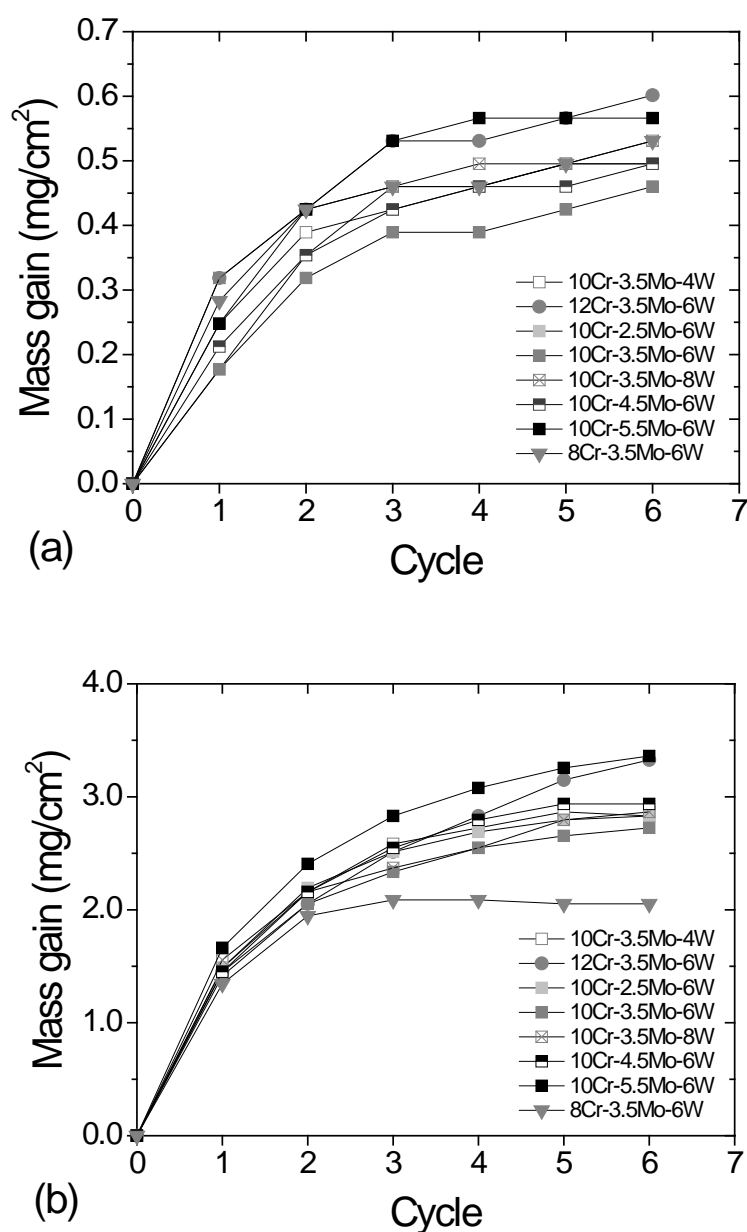 0.7
0.6
0.5
0.4
0.3
0.2
0.1
0.0
Mass gain (mg/cm²)
10Cr-3.5Mo-4W
12Cr-3.5Mo-6W
10Cr-2.5Mo-6W
10Cr-3.5Mo-6W
10Cr-3.5Mo-8W
10Cr-4.5Mo-6W
10Cr-5.5Mo-6W
8Cr-3.5Mo-6W
0 1 2 3 4 5 6 7
(a)
Cycle
4.0
3.0
2.0
1.0
0.0
Mass gain (mg/cm²)
10Cr-3.5Mo-4W
12Cr-3.5Mo-6W
10Cr-2.5Mo-6W
10Cr-3.5Mo-6W
10Cr-3.5Mo-8W
10Cr-4.5Mo-6W
10Cr-5.5Mo-6W
8Cr-3.5Mo-6W
0 1 2 3 4 5 6 7
(b)
Cycle